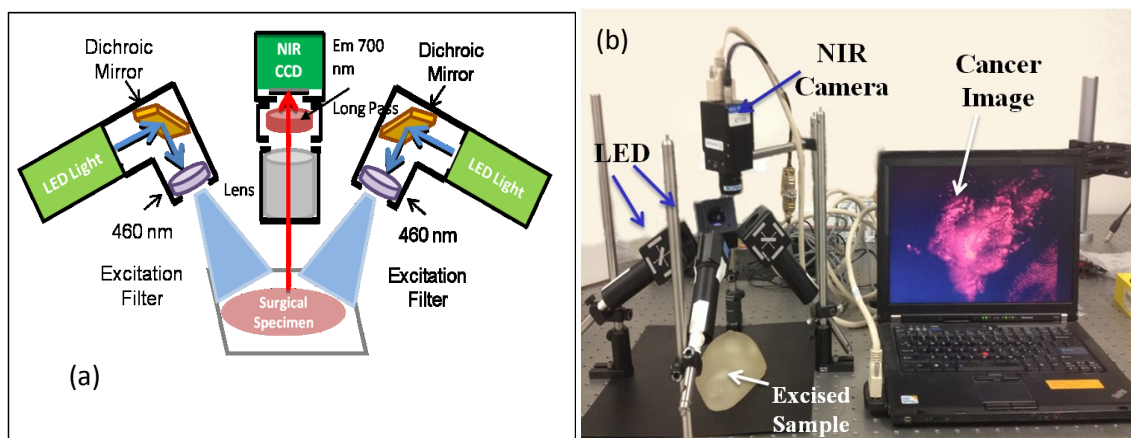 Dichroic
Mirror
NIR
CCD
Em 700
nm
Long Pass
Dichroic
Mirror
LED Light
LED Light
Lens
460 nm
Excitation
Filter
460 nm
Excitation
Filter
Surgical
Specimen
(a)
(b)
NIR
Camera
Cancer
Image
LED
Excised
Sample